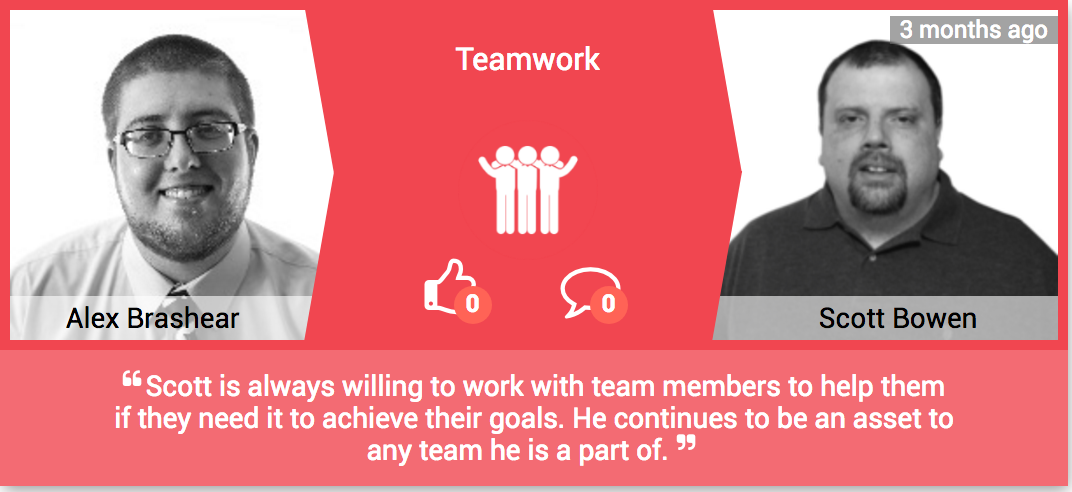 3 months ago
Teamwork
0
0
Alex Brashear
Scott Bowen
❝Scott is always willing to work with team members to help them
if they need it to achieve their goals. He continues to be an asset to
any team he is a part of. ❞